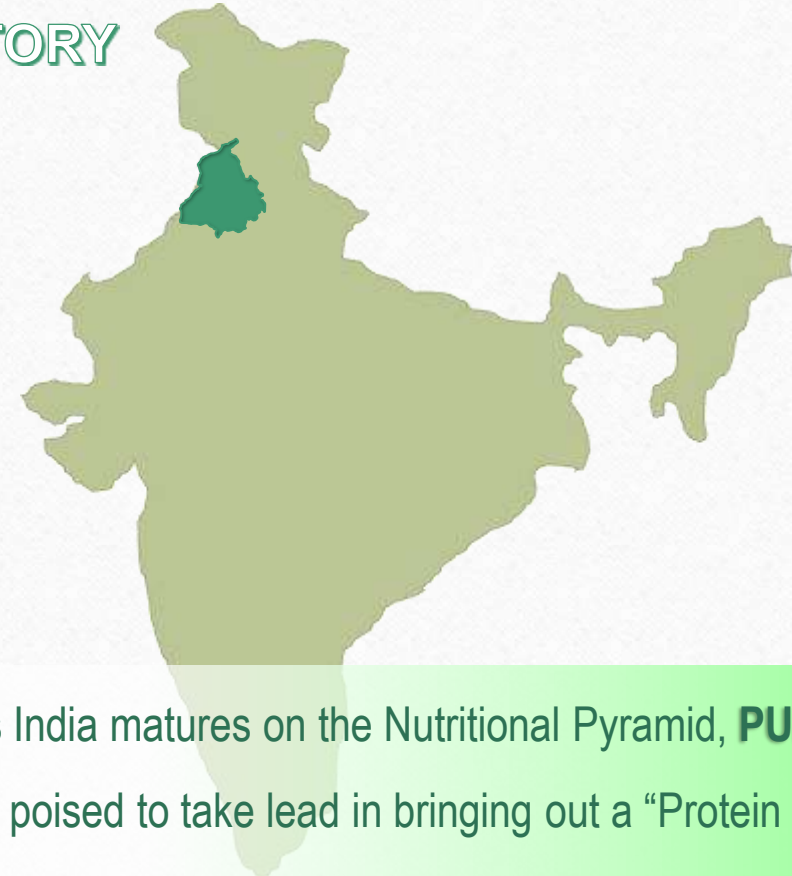 TORY
s India matures on the Nutritional Pyramid, PU
poised to take lead in bringing out a “Protein